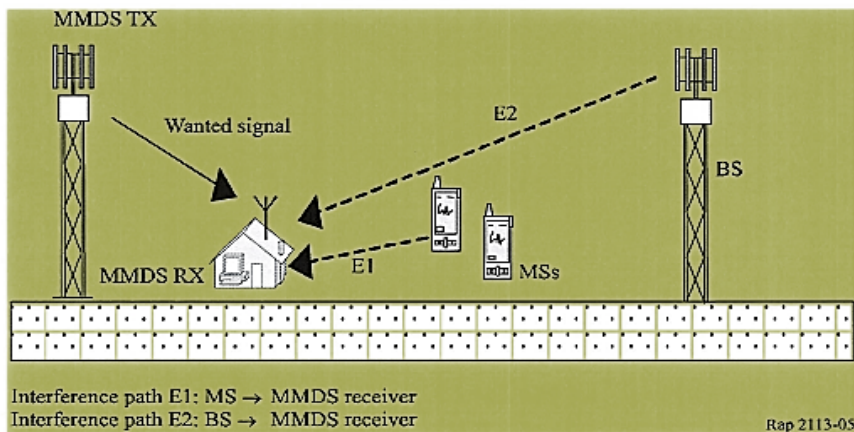 MMDS TX
Wanted signal
E2
BS
E1
MMDS RX
MSs
Interference path E1: MS → MMDS receiver
Interference path E2: BS → MMDS receiver
Rap 2113-05